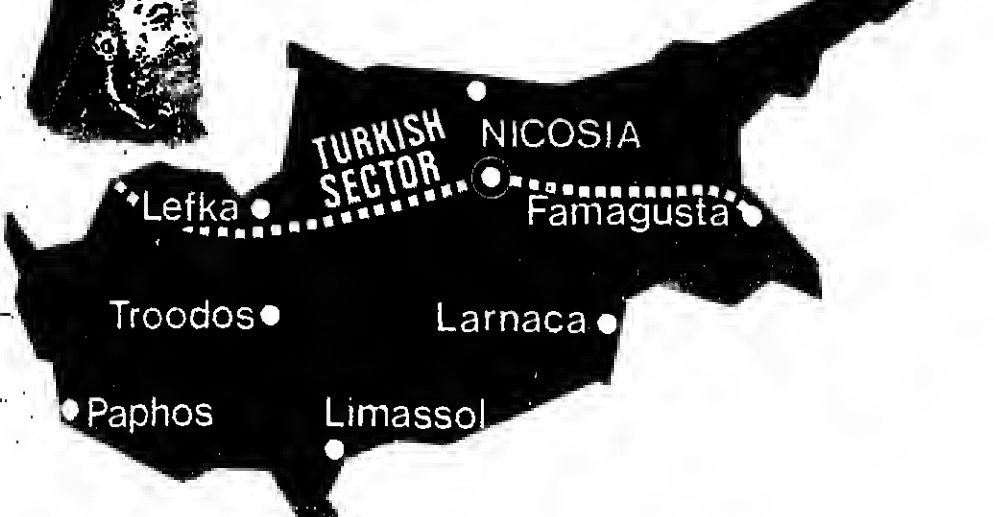 TURKISH
SECTOR
NICOSIA
Lefka
Famagusta
Troodos
Larnaca
Paphos
Limassol